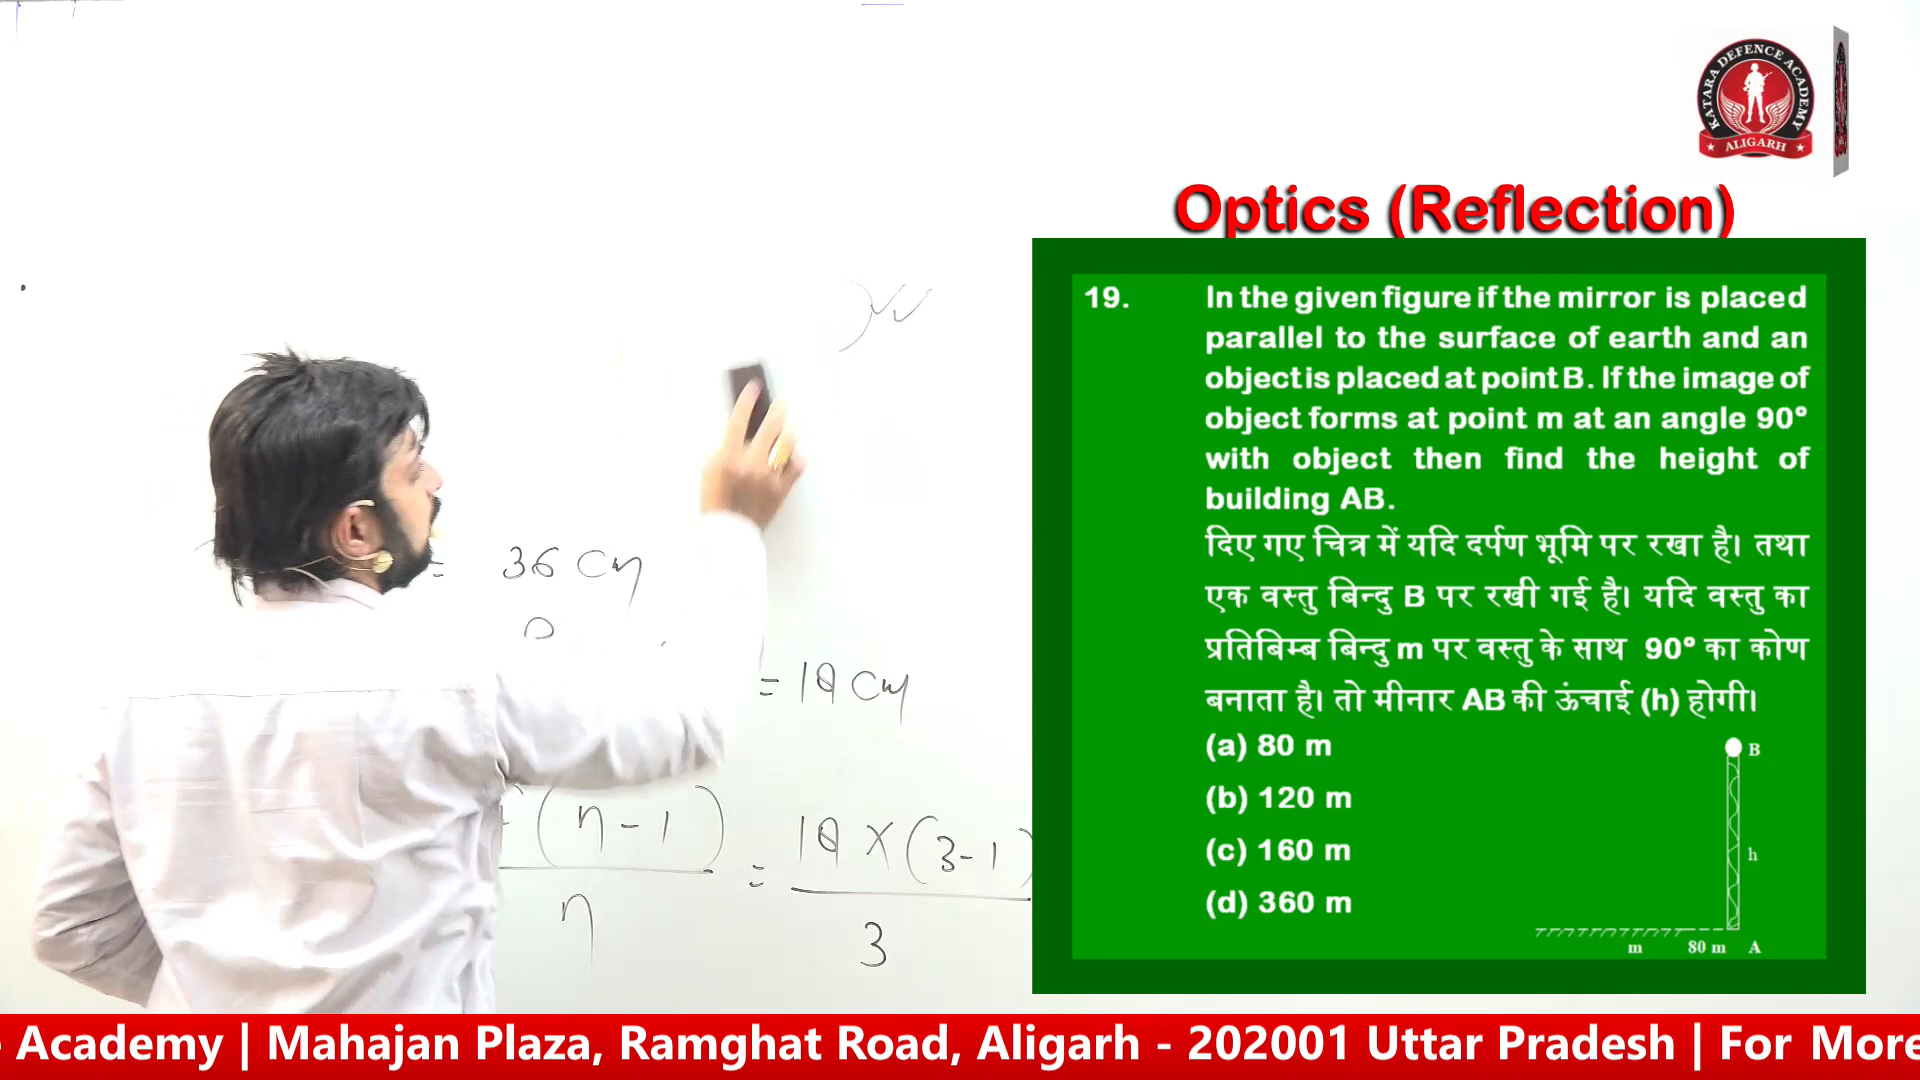 KATARA DEFENCE ACADEMY
ALIGARH
Optics (Reflection)
19. In the given figure if the mirror is placed
parallel to the surface of earth and an
object is placed at point B. If the image of
object forms at point m at an angle 90°
with object then find the height of
building AB.
दिए गए चित्र में यदि दर्पण भूमि पर रखा है। तथा
एक वस्तु बिन्दु B पर रखी गई है। यदि वस्तु का
प्रतिबिम्ब बिन्दु m पर वस्तु के साथ 90° का कोण
बनाता है। तो मीनार AB की ऊंचाई (h) होगी।
(a) 80 m
(b) 120 m
(c) 160 m
(d) 360 m
B
h
m 80 m A
= 36 Cm
= 18 Cm
(n - 1)
n
= 18 X (3-1)
3
Academy | Mahajan Plaza, Ramghat Road, Aligarh - 202001 Uttar Pradesh | For More